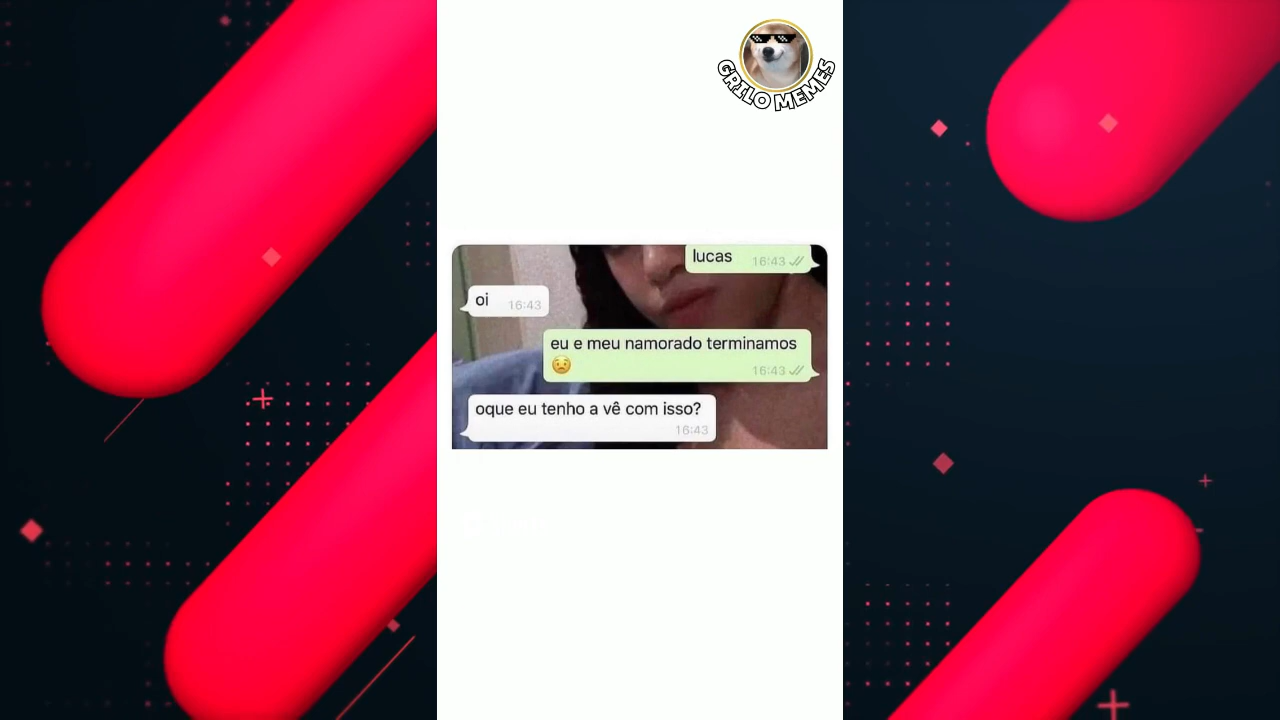 GRILO MEMES
lucas 16:43
oi 16:43
eu e meu namorado terminamos
😟 16:43
oque eu tenho a vê com isso?
16:43